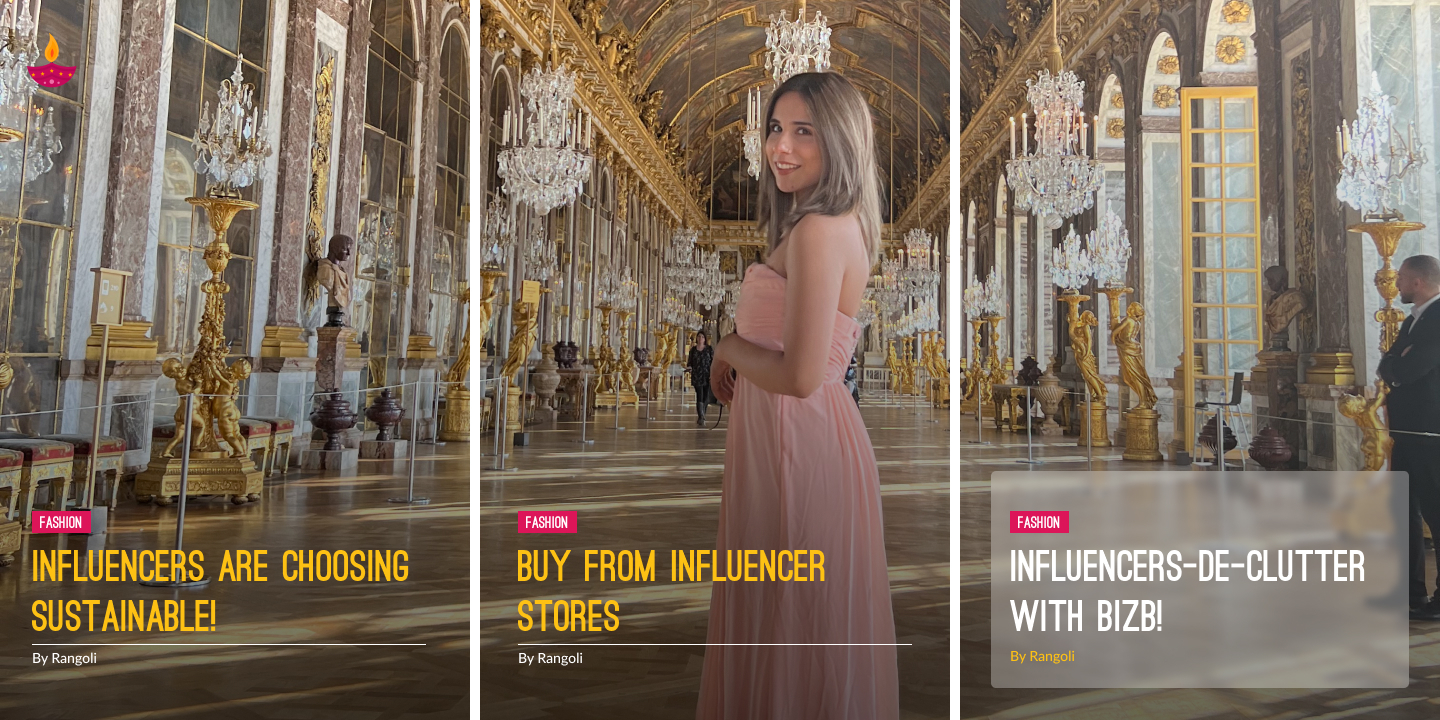 FASHION
INFLUENCERS ARE CHOOSING
SUSTAINABLE!
By Rangoli
FASHION
BUY FROM INFLUENCER
STORES
By Rangoli
FASHION
INFLUENCERS-DE-CLUTTER
WITH BIZB!
By Rangoli